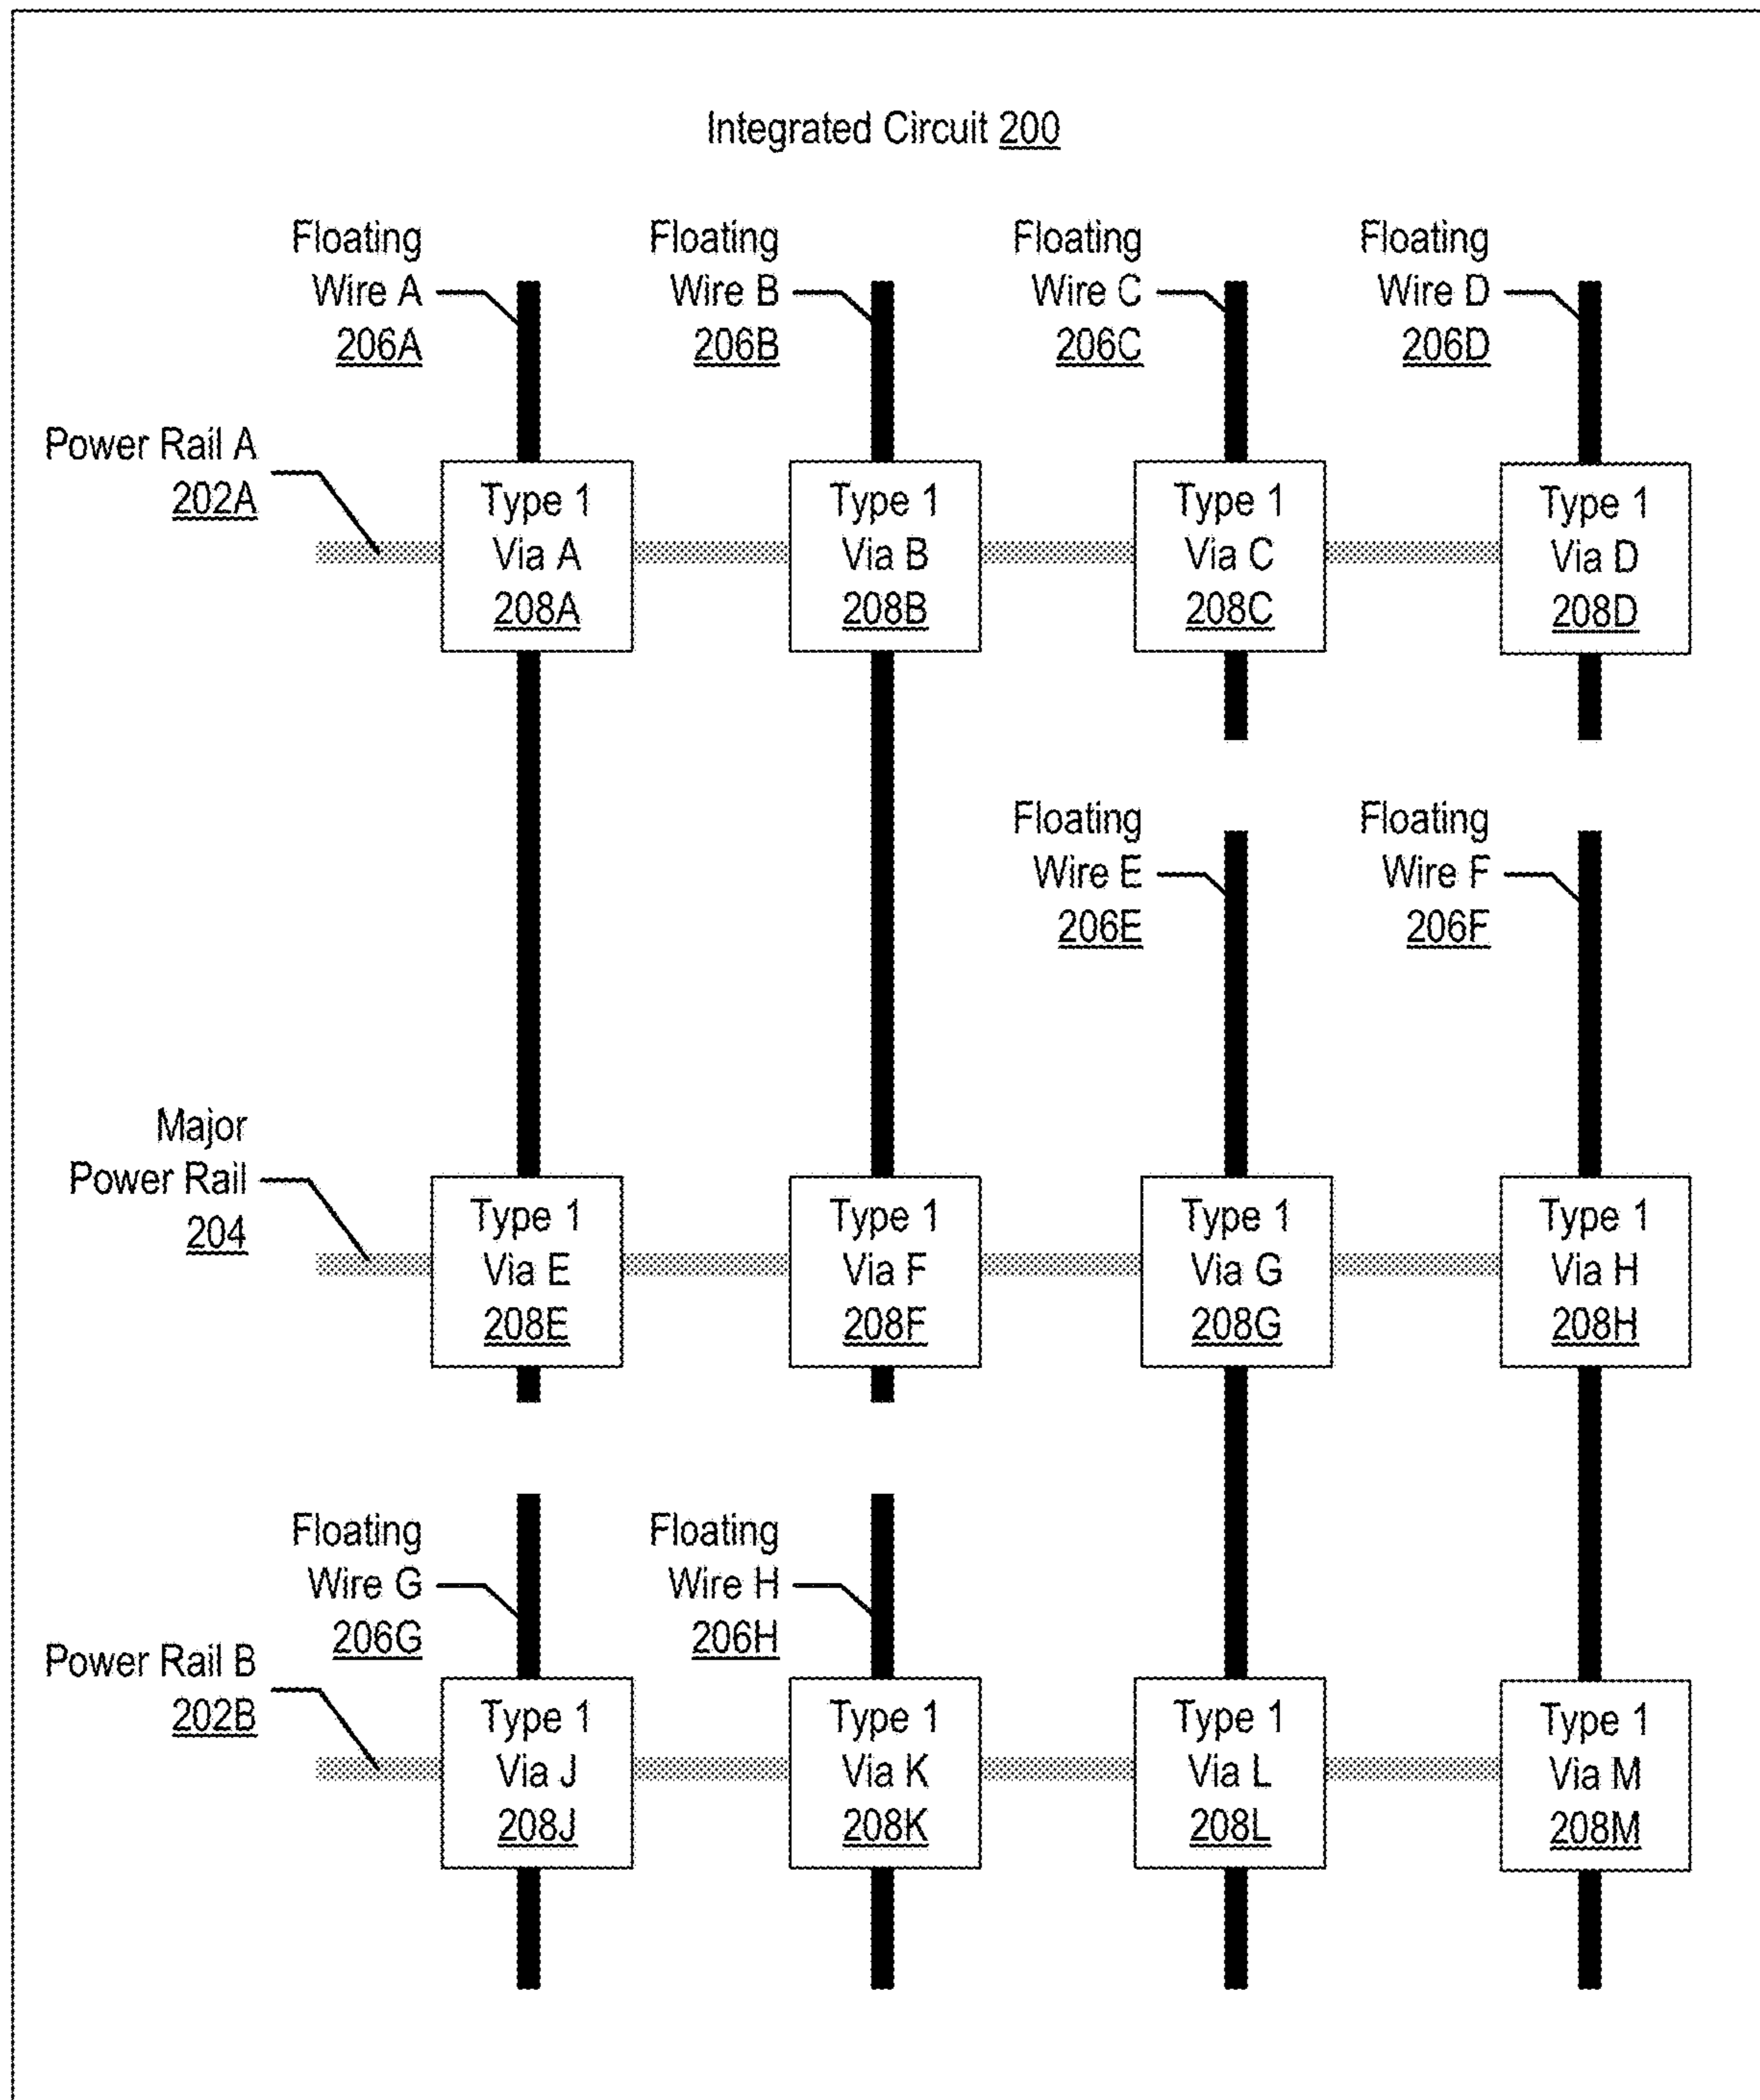 Integrated Circuit 200
Floating
Wire A
206A
Floating
Wire B
206B
Floating
Wire C
206C
Floating
Wire D
206D
Power Rail A
202A
Type 1
Via A
208A
Type 1
Via B
208B
Type 1
Via C
208C
Type 1
Via D
208D
Floating
Wire E
206E
Floating
Wire F
206F
Major
Power Rail
204
Type 1
Via E
208E
Type 1
Via F
208F
Type 1
Via G
208G
Type 1
Via H
208H
Floating
Wire G
206G
Floating
Wire H
206H
Power Rail B
202B
Type 1
Via J
208J
Type 1
Via K
208K
Type 1
Via L
208L
Type 1
Via M
208M